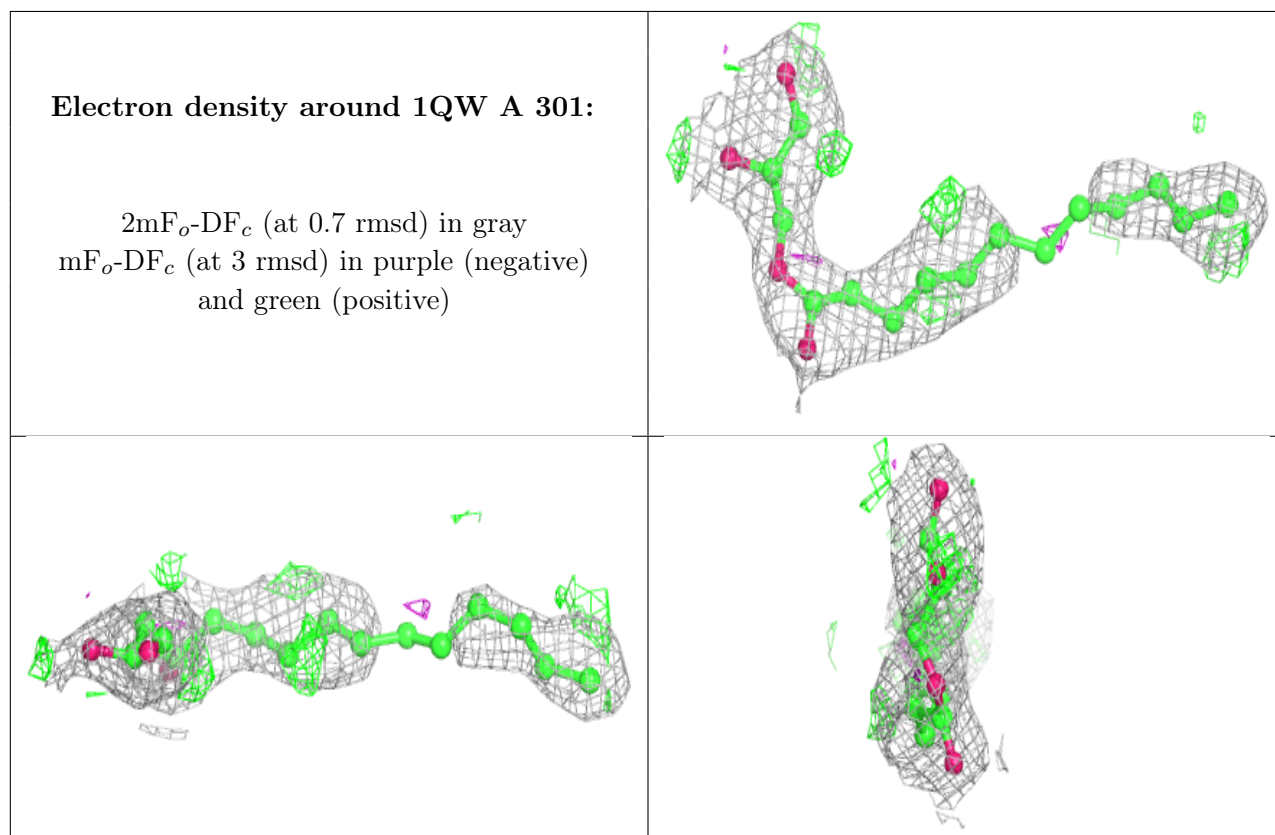 Electron density around 1QW A 301:
2mFo-DFc (at 0.7 rmsd) in gray
mFo-DFc (at 3 rmsd) in purple (negative)
and green (positive)